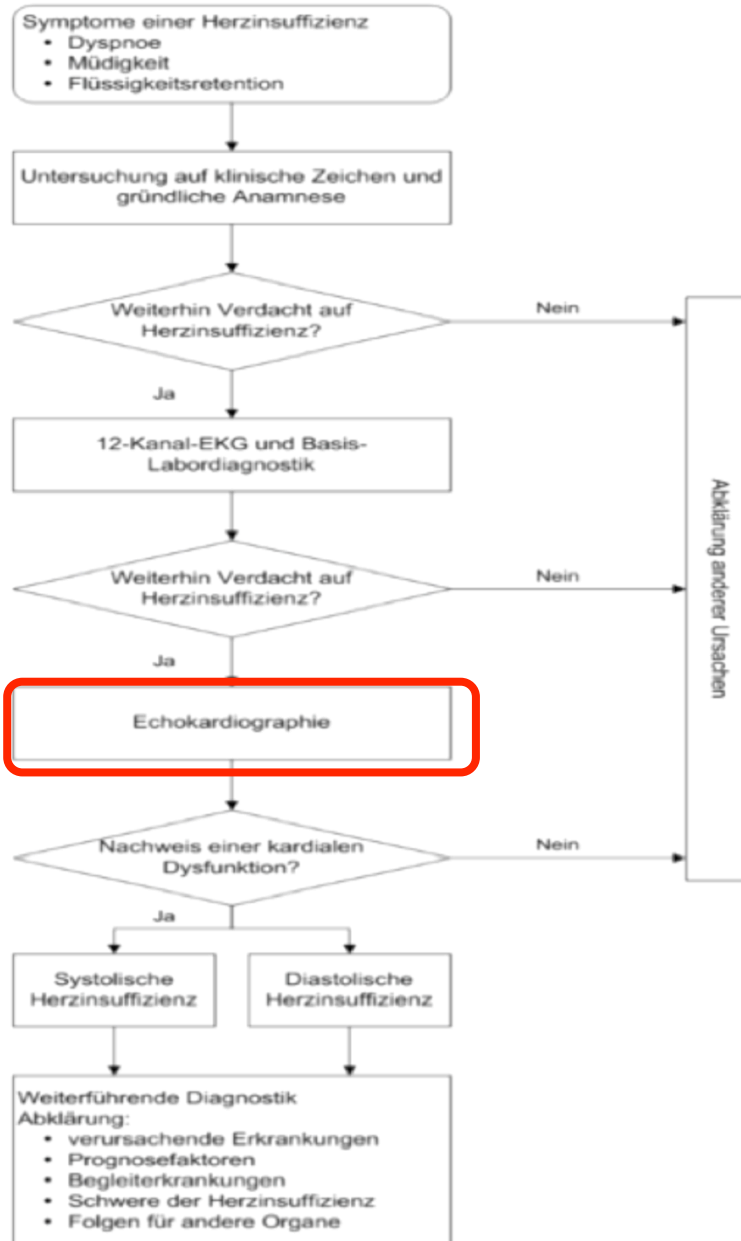 Symptome einer Herzinsuffizienz
• Dyspnoe
• Müdigkeit
• Flüssigkeitsretention
Untersuchung auf klinische Zeichen und
gründliche Anamnese
Weiterhin Verdacht auf
Herzinsuffizienz?
Nein
Ja
12-Kanal-EKG und Basis-
Labordiagnostik
Weiterhin Verdacht auf
Herzinsuffizienz?
Nein
Ja
Abklärung anderer Ursachen
Echokardiographie
Nachweis einer kardialen
Dysfunktion?
Nein
Ja
Systolische
Herzinsuffizienz
Diastolische
Herzinsuffizienz
Weiterführende Diagnostik
Abklärung:
• verursachende Erkrankungen
• Prognosefaktoren
• Begleiterkrankungen
• Schwere der Herzinsuffizienz
• Folgen für andere Organe